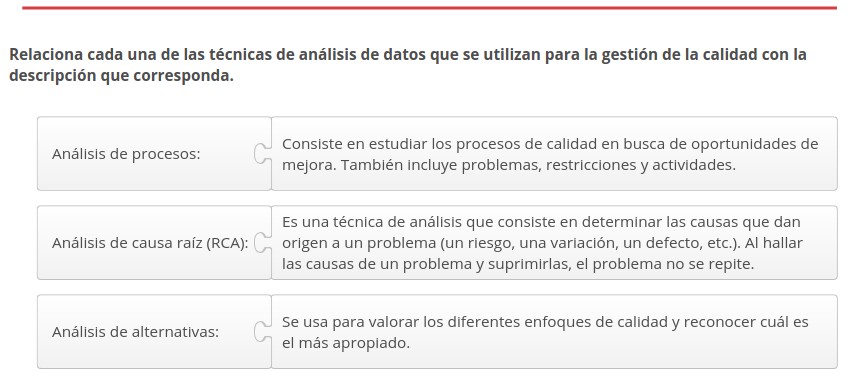 Relaciona cada una de las técnicas de análisis de datos que se utilizan para la gestión de la calidad con la
descripción que corresponda.
Análisis de procesos:
Consiste en estudiar los procesos de calidad en busca de oportunidades de
mejora. También incluye problemas, restricciones y actividades.
Análisis de causa raíz (RCA):
Es una técnica de análisis que consiste en determinar las causas que dan
origen a un problema (un riesgo, una variación, un defecto, etc.). Al hallar
las causas de un problema y suprimirlas, el problema no se repite.
Análisis de alternativas:
Se usa para valorar los diferentes enfoques de calidad y reconocer cuál es
el más apropiado.